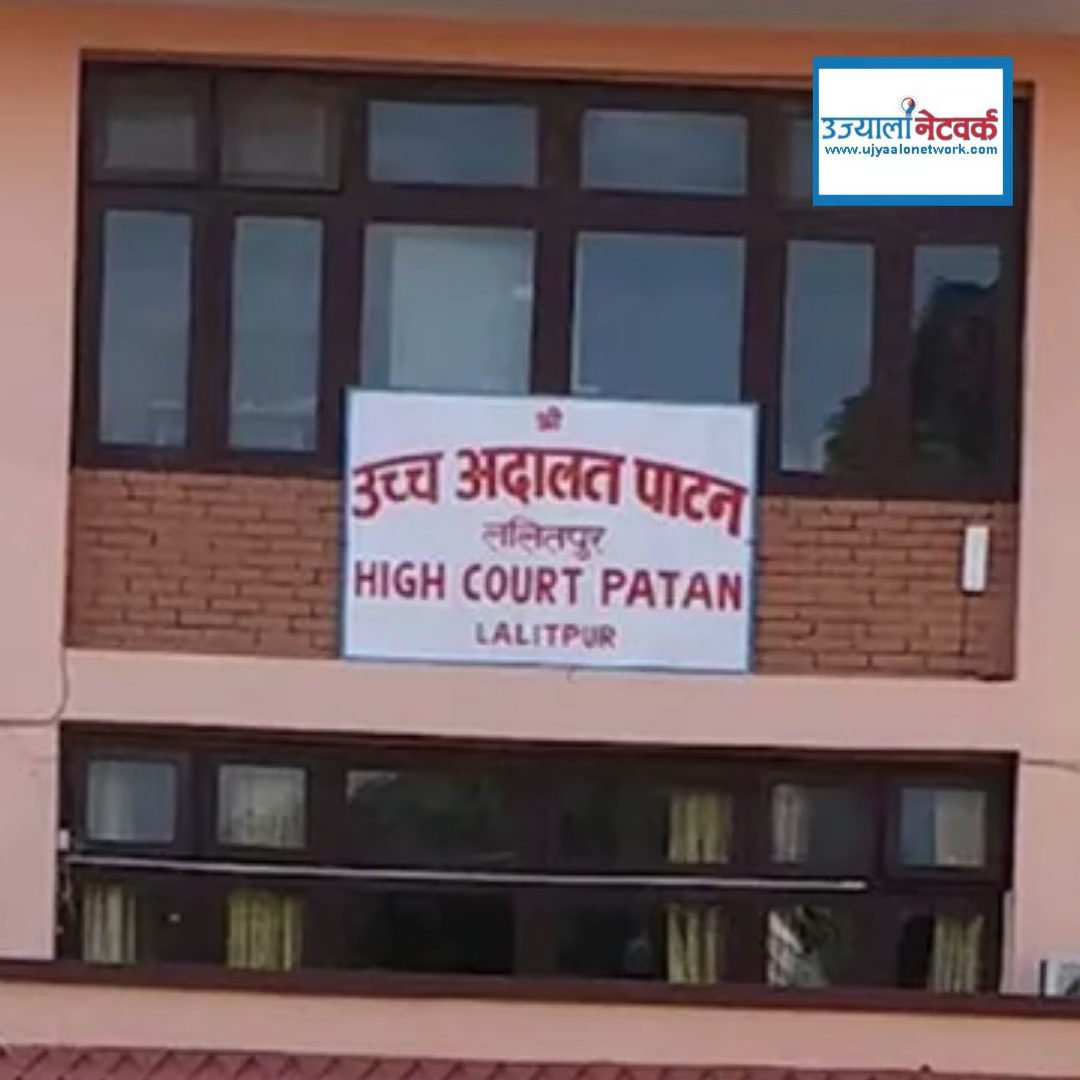 उज्यालो नेटवर्क
www.ujyaalonetwork.com
श्री
उच्च अदालत पाटन
ललितपुर
HIGH COURT PATAN
LALITPUR